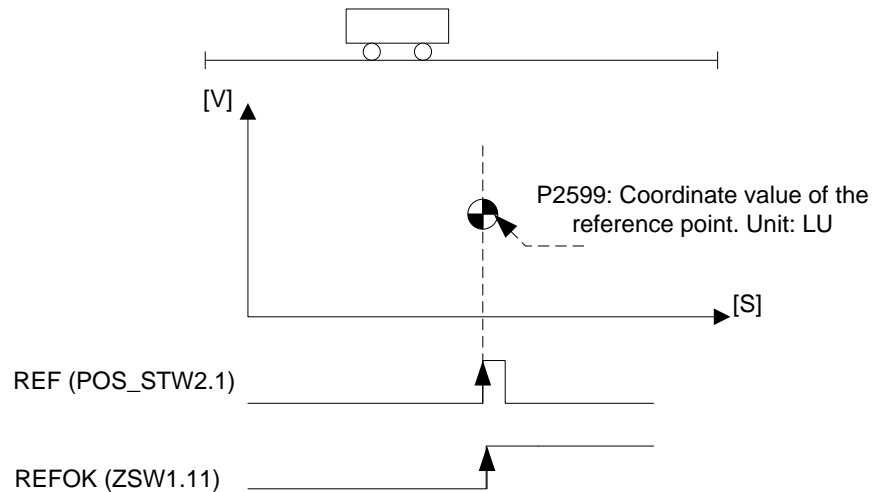 [V]
P2599: Coordinate value of the
reference point. Unit: LU
[S]
REF (POS_STW2.1)
REFOK (ZSW1.11)